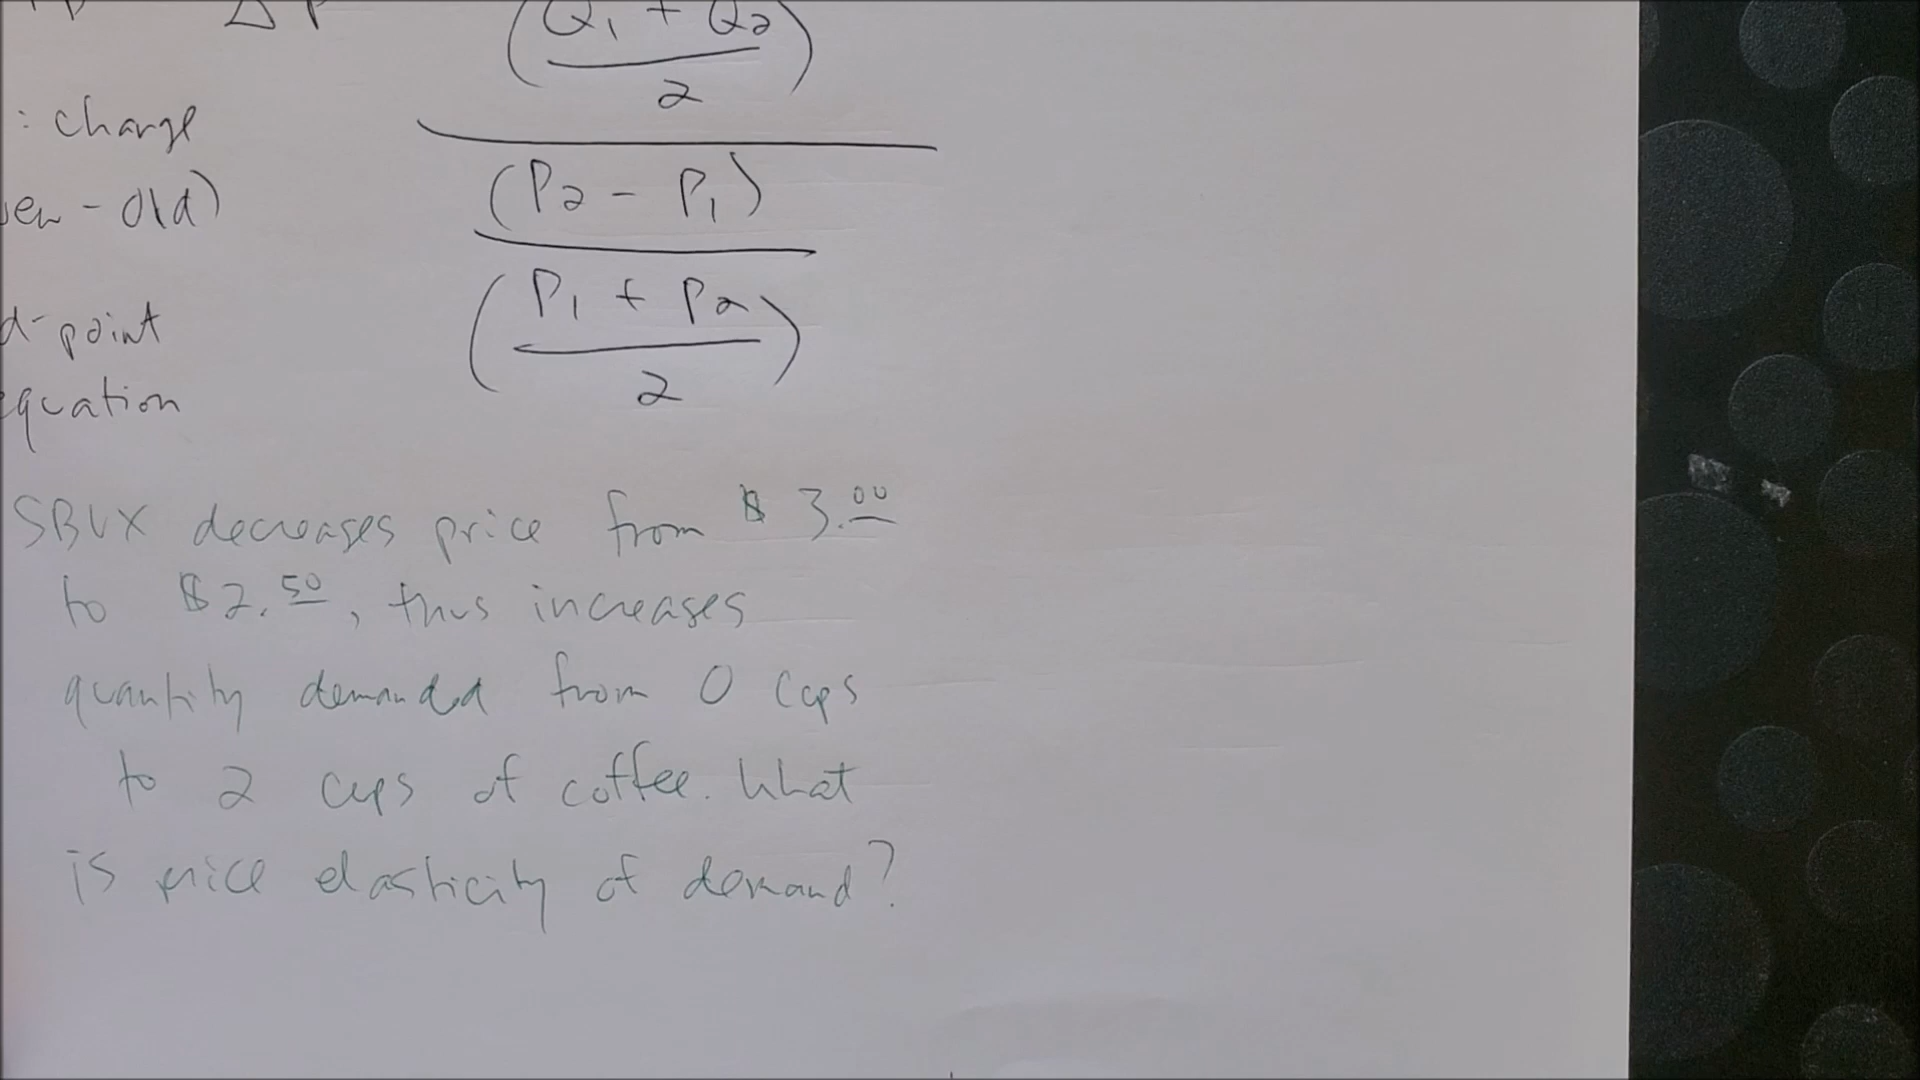 Δ P
(Q1 + Q2
2)
: change
(P2 - P1)
ew - old)
(P1 + P2
2)
d-point
equation
SBUX decreases price from $ 3.00
to $2.50, thus increases
quantity demanded from 0 cups
to 2 cups of coffee. What
is price elasticity of demand?